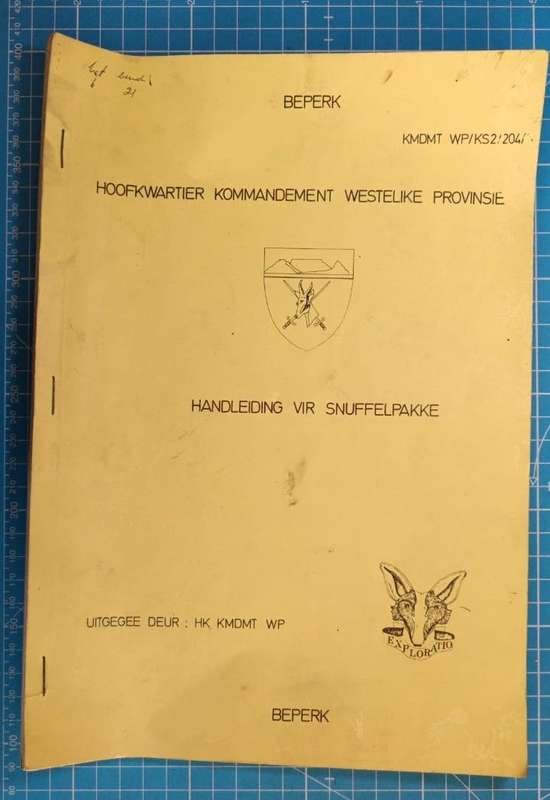 BEPERK
KMDMT WP/KS2/204/
HOOFKWARTIER KOMMANDEMENT WESTELIKE PROVINSIE
HANDLEIDING VIR SNUFFELPAKKE
EXPLORATIO
UITGEGEE DEUR : HK KMDMT WP
BEPERK